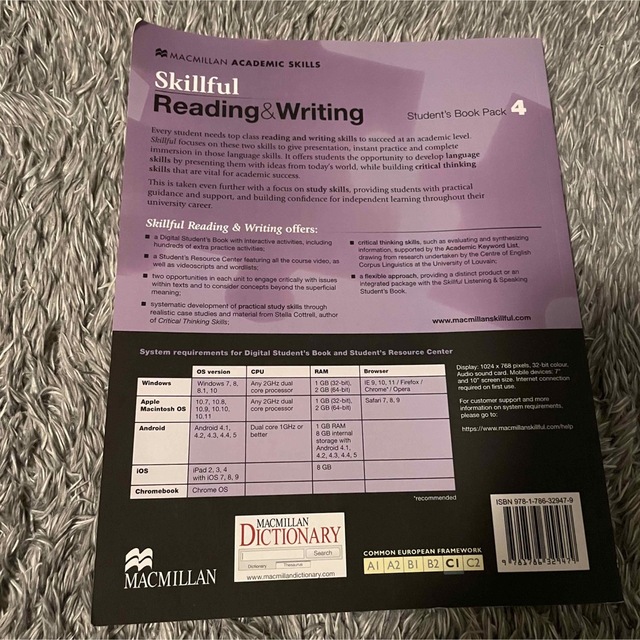 MACMILLAN ACADEMIC SKILLS
Skillful
Reading&Writing
Student's Book Pack 4
Every student needs top class reading and writing skills to succeed at an academic level.
Skillful focuses on these two skills to give presentation, instant practice and complete
immersion in those language skills. It offers students the opportunity to develop language
skills by presenting them with ideas from today's world, while building critical thinking
skills that are vital for academic success.
This is taken even further with a focus on study skills, providing students with practical
guidance and support, and building confidence for independent learning throughout their
university career.
Skillful Reading & Writing offers:
a Digital Student's Book with interactive activities, including
hundreds of extra practice activities;
a Student's Resource Center featuring all the course video,
as well as videoscripts and wordlists;
two opportunities in each unit to engage critically with issues
within texts and to consider concepts beyond the superficial
meaning;
systematic development of practical study skills through
realistic case studies and material from Stella Cottrell, author
of Critical Thinking Skills;
critical thinking skills, such as evaluating and synthesizing
information, supported by the Academic Keyword List,
drawing from research undertaken by the Centre of English
Corpus Linguistics at the University of Louvain;
a flexible approach, providing a distinct product or an
integrated package with the Skillful Listening & Speaking
Student's Book.
www.macmillanskillful.com
System requirements for Digital Student's Book and Student's Resource Center
OS version CPU RAM Browser
Windows Windows 7, 8, 8.1, 10 Any 2GHz dual core processor 1 GB (32-bit), 2 GB (64-bit) IE 9, 10, 11 / Firefox / Chrome* / Opera
Apple Macintosh OS 10.7, 10.8, 10.9, 10.10, 10.11 Any 2GHz dual core processor 1 GB (32-bit), 2 GB (64-bit) Safari 7, 8, 9
Android Android 4.1, 4.2, 4.3, 4.4, 5 Dual core 1GHz or better 1 GB RAM 8 GB internal storage with Android 4.1, 4.2, 4.3, 4.4, 5
iOS iPad 2, 3, 4 with iOS 7, 8, 9 8 GB
Chromebook Chrome OS
*recommended
Display: 1024 x 768 pixels, 32-bit colour,
Audio sound card. Mobile devices: 7"
and 10" screen size. Internet connection
required on first use.
For customer support and more
information on system requirements,
please go to:
https://www.macmillanskillful.com/help
MACMILLAN
MACMILLAN
DICTIONARY
Search
Dictionary Thesaurus
www.macmillandictionary.com
COMMON EUROPEAN FRAMEWORK
A1 A2 B1 B2 C1 C2
ISBN 978-1-786-32947-9
9 781786 329479